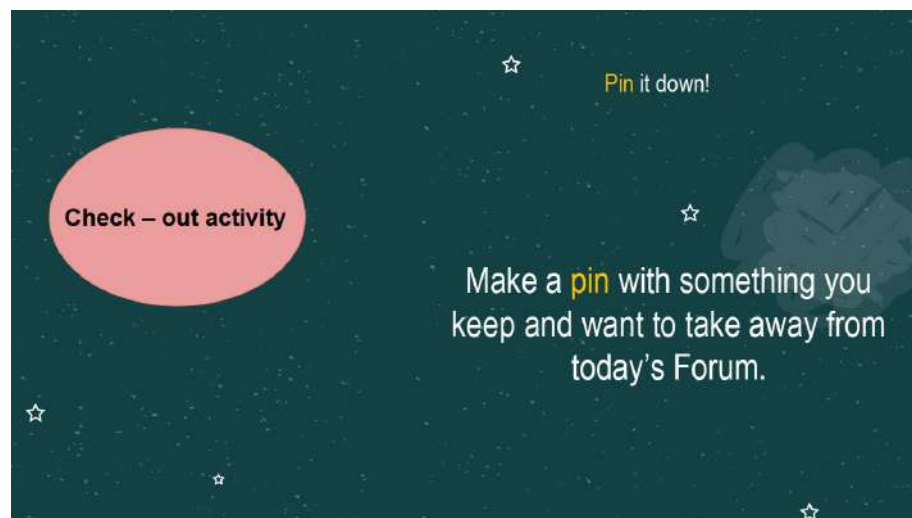 Pin it down!
Check – out activity
Make a pin with something you
keep and want to take away from
today's Forum.